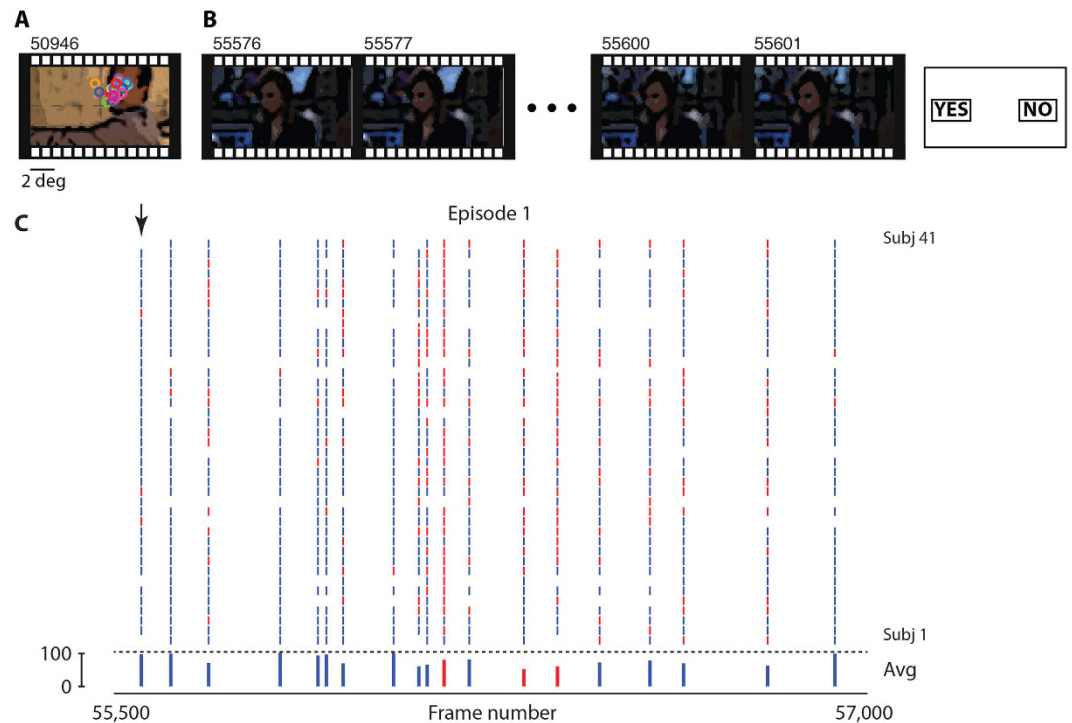 A
B
50946
55576
55577
55600
55601
YES
NO
2 deg
C
Episode 1
Subj 41
Subj 1
100
0
Avg
55,500
Frame number
57,000